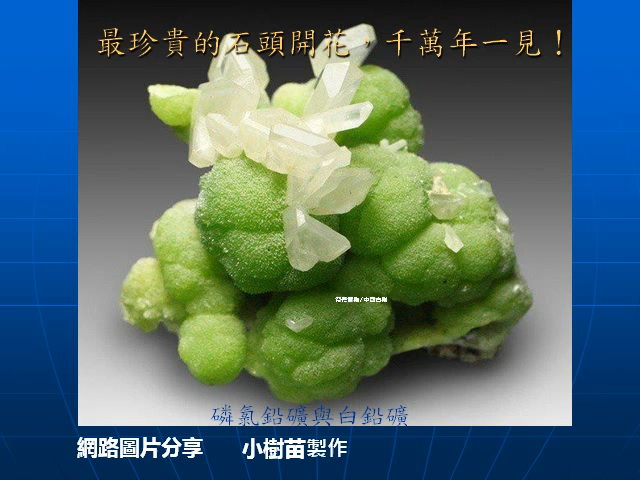 最珍貴的石頭開花，千萬年一見！
磷氯鉛礦與白鉛礦
網路圖片分享 小樹苗製作